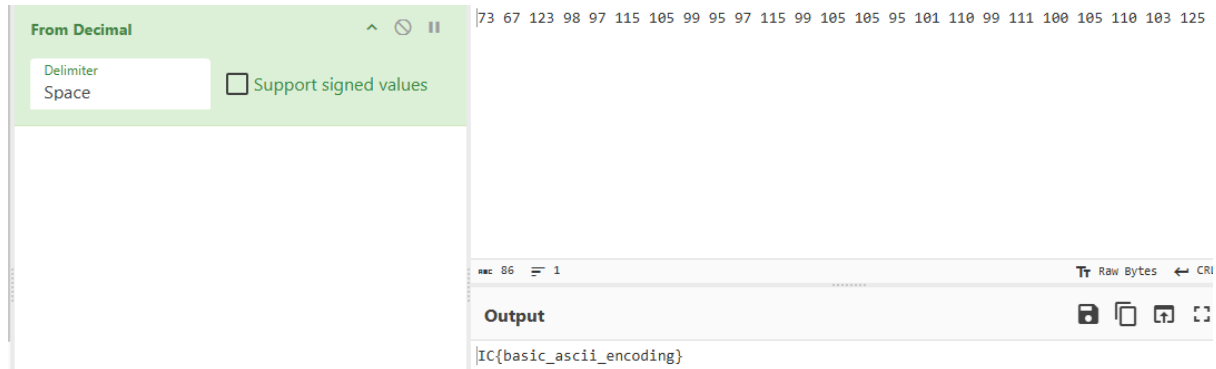 From Decimal
Delimiter
Space
Support signed values
73 67 123 98 97 115 105 99 95 97 115 99 105 105 95 101 110 99 111 100 105 110 103 125
ABC 86 1
Tт Raw Bytes
Output
IC{basic_ascii_encoding}